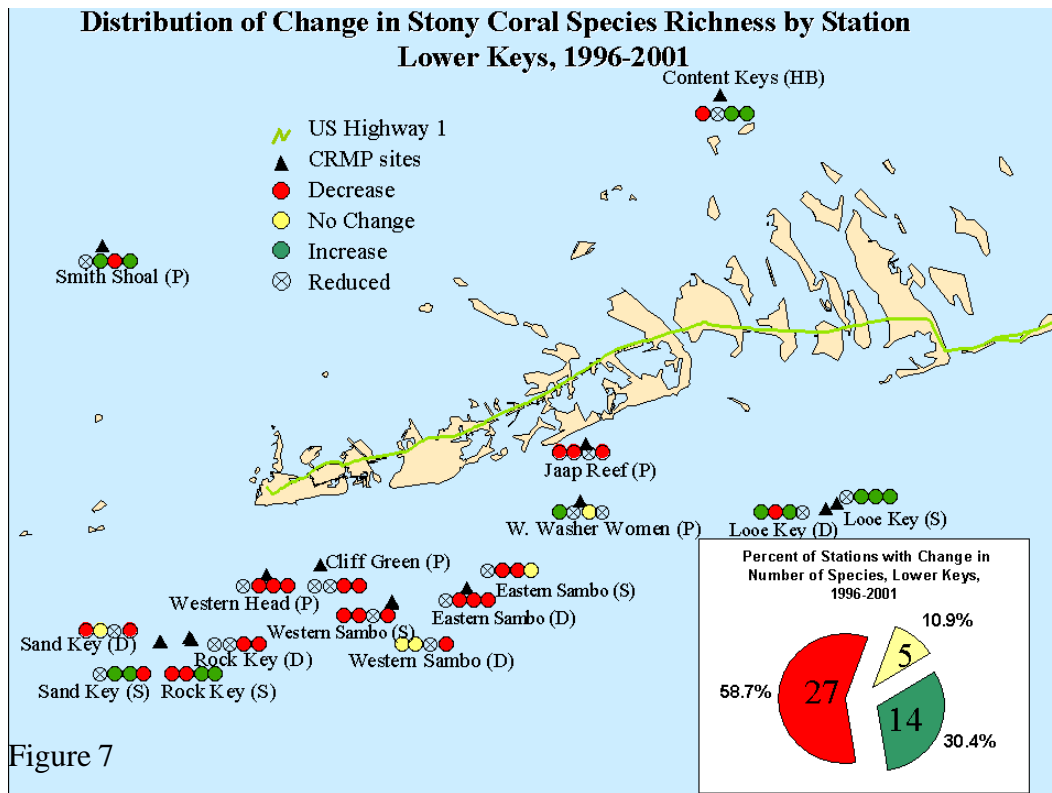 Distribution of Change in Stony Coral Species Richness by Station
Lower Keys, 1996-2001
Content Keys (HB)
US Highway 1
CRMP sites
Decrease
No Change
Increase
Reduced
Smith Shoal (P)
Jaap Reef (P)
W. Washer Women (P)
Looe Key (D)
Looe Key (S)
Cliff Green (P)
Western Head (P)
Eastern Sambo (S)
Eastern Sambo (D)
Western Sambo (S)
Sand Key (D)
Rock Key (D)
Western Sambo (D)
Sand Key (S)
Rock Key (S)
Percent of Stations with Change in
Number of Species, Lower Keys,
1996-2001
10.9%
5
58.7%
27
14
30.4%
Figure 7